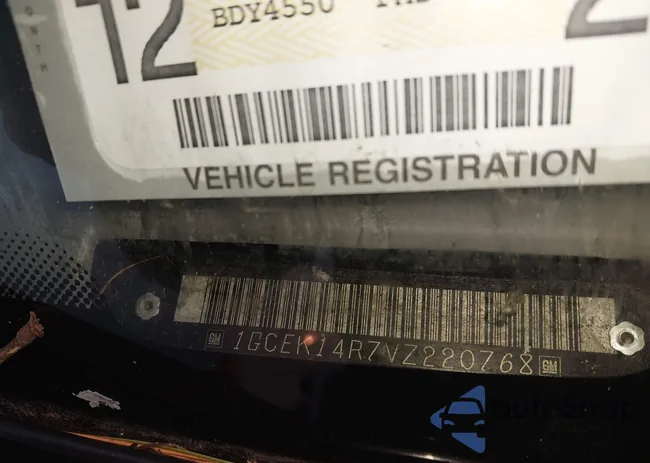 12
BDY4550
VEHICLE REGISTRATION
GM 1GCEK14R7VZ220768 GM